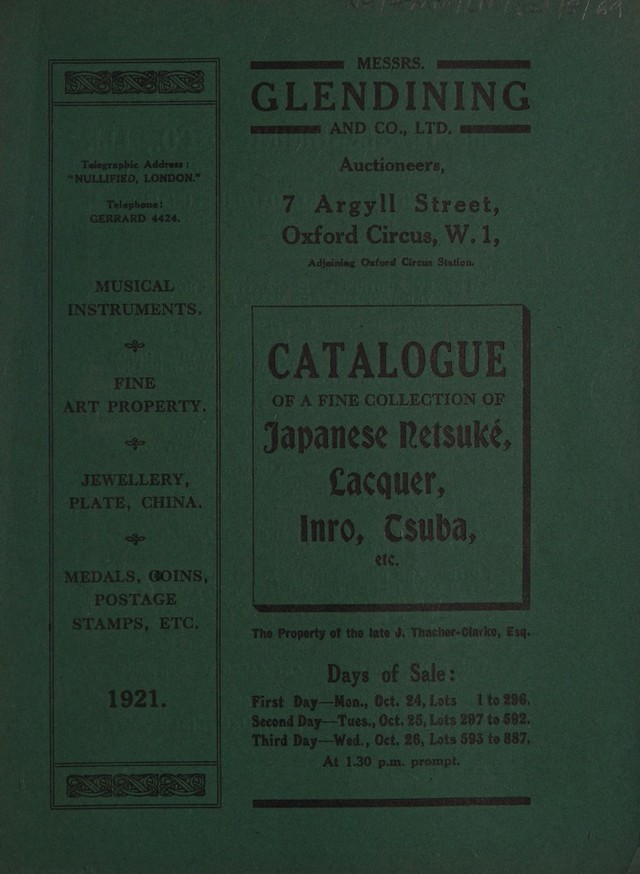 Telegraphic Address:
"NULLIFIED, LONDON."
Telephone:
GERRARD 4424.
MUSICAL
INSTRUMENTS.
FINE
ART PROPERTY.
JEWELLERY,
PLATE, CHINA.
MEDALS, COINS,
POSTAGE
STAMPS, ETC.
1921.
MESSRS.
GLENDINING
AND CO., LTD.
Auctioneers,
7 Argyll Street,
Oxford Circus, W. 1,
Adjoining Oxford Circus Station.
CATALOGUE
OF A FINE COLLECTION OF
Japanese Netsuké,
Lacquer,
Inro, Tsuba,
etc.
The Property of the late J. Thacher-Clarke, Esq.
Days of Sale:
First Day—Mon., Oct. 24, Lots 1 to 296.
Second Day—Tues., Oct. 25, Lots 297 to 592.
Third Day—Wed., Oct. 26, Lots 593 to 887.
At 1.30 p.m. prompt.